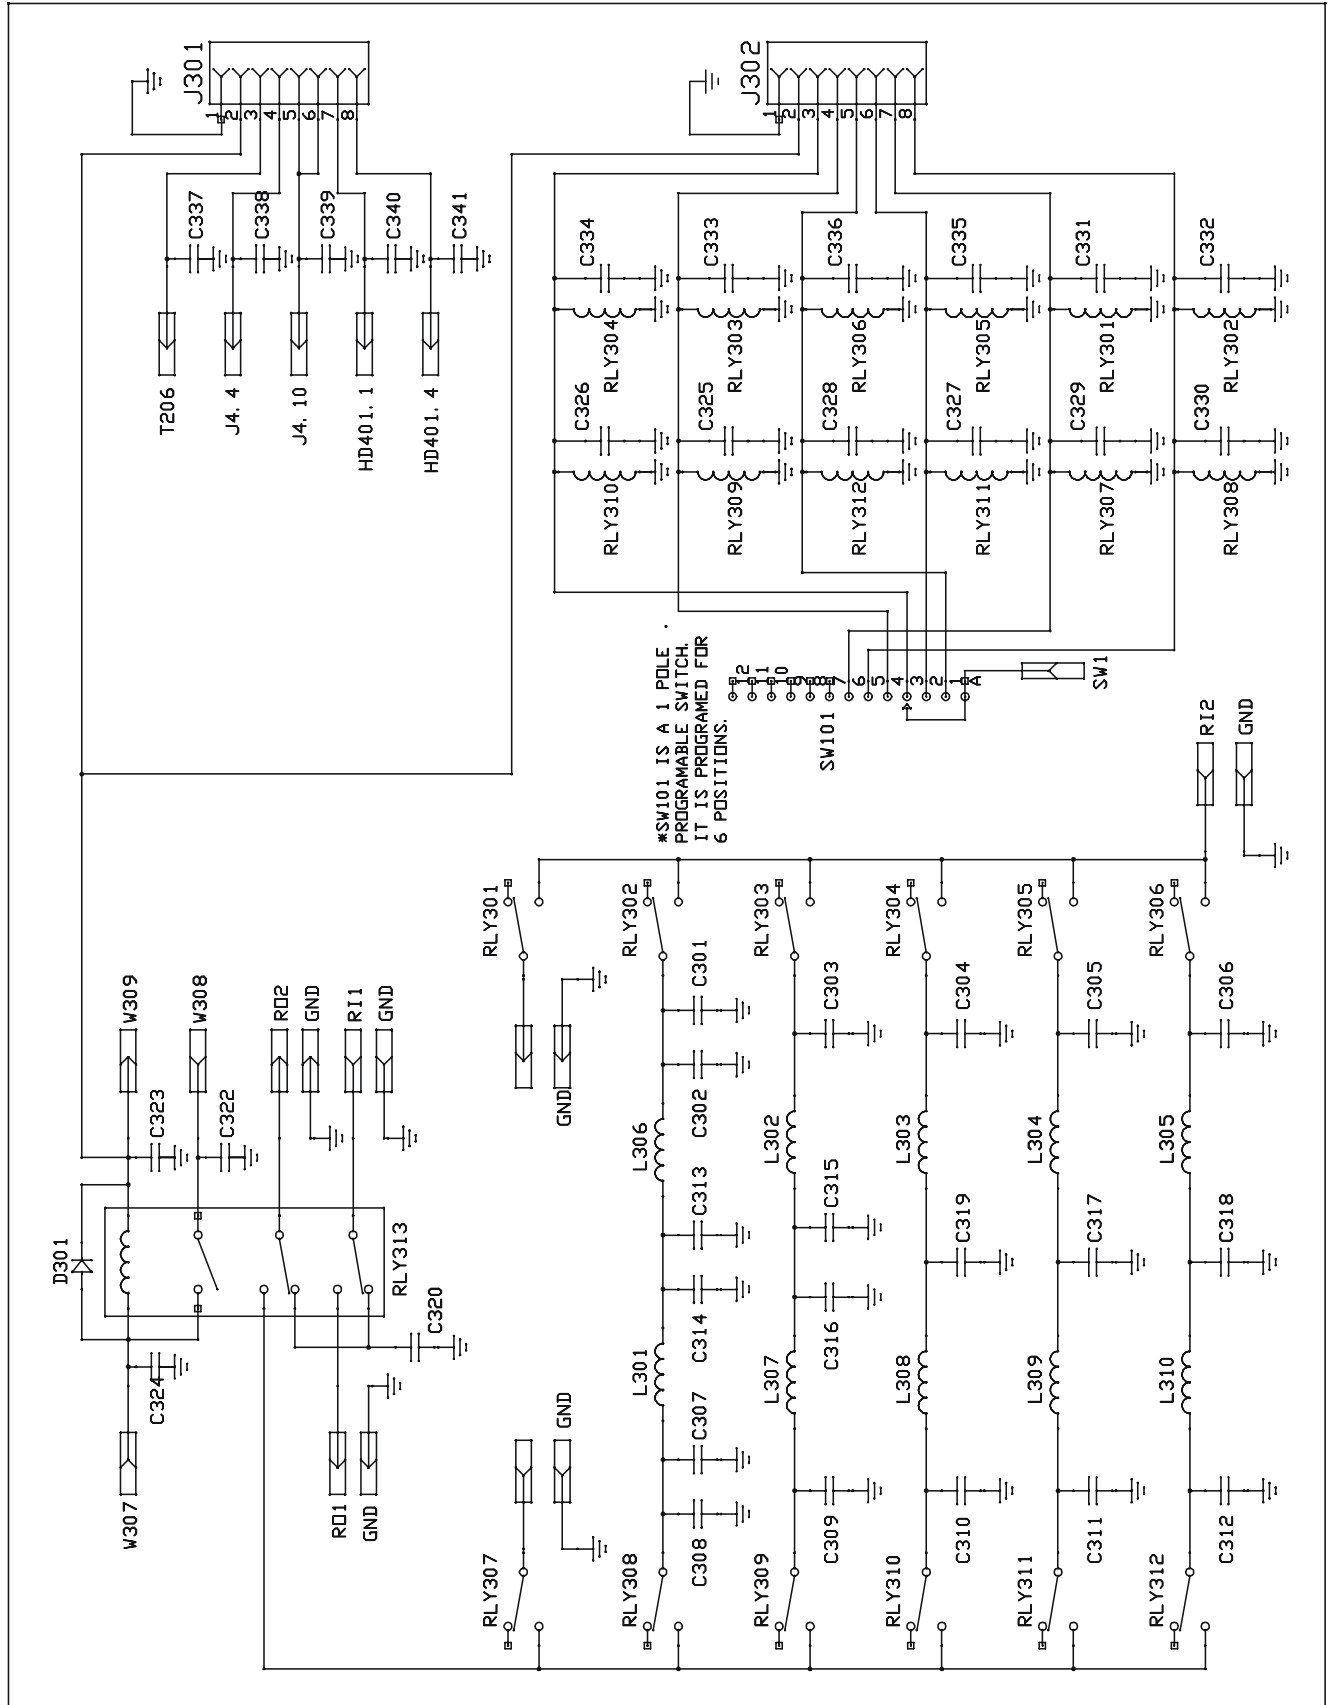 J301
1
2
3
4
5
6
7
8
J302
1
2
3
4
5
6
7
8
C337
C338
C339
C340
C341
T206
J4. 4
J4. 10
HD401. 1
HD401. 4
C334
C333
C336
C335
C331
C332
RLY304
RLY303
RLY306
RLY305
RLY301
RLY302
C326
C325
C328
C327
C329
C330
RLY310
RLY309
RLY312
RLY311
RLY307
RLY308
*SW101 IS A 1 POLE .
PROGRAMABLE SWITCH.
IT IS PROGRAMED FOR
6 POSITIONS.
12
11
10
9
8
7
6
5
4
3
2
1
A
SW101
SW1
RI2
GND
RLY301
RLY302
RLY303
RLY304
RLY305
RLY306
W309
W308
RO2
GND
RI1
GND
C301
C303
C304
C305
C306
C323
C322
GND
C302
L306
L302
L303
L304
L305
D301
RLY313
C313
C315
C319
C317
C318
C320
C314
C316
L301
L307
L308
L309
L310
C324
C307
GND
W307
RO1
GND
C308
C309
C310
C311
C312
RLY307
RLY308
RLY309
RLY310
RLY311
RLY312